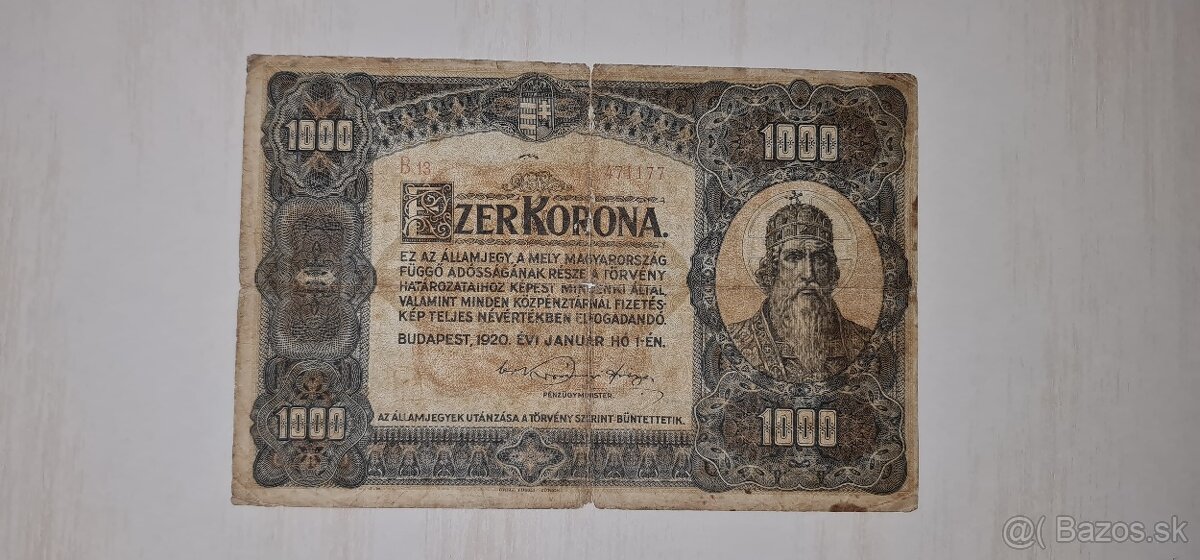 1000
1000
B 13
471177
EZER KORONA.
EZ AZ ÁLLAMJEGY, A MELY MAGYARORSZÁG
FÜGGŐ ADÓSSÁGÁNAK RÉSZE A TÖRVÉNY
HATÁROZATAIHOZ KÉPEST MINDENKI ÁLTAL
VALAMINT MINDEN KÖZPÉNZTÁRNÁL FIZETÉS-
KÉP TELJES NÉVÉRTÉKBEN ELFOGADANDÓ.
BUDAPEST, 1920. ÉVI JANUÁR HÓ 1-ÉN.
PÉNZÜGYMINISTER.
1000
1000
AZ ÁLLAMJEGYEK UTÁNZÁSA A TÖRVÉNY SZERINT BÜNTETTETIK.
@( Bazos.sk